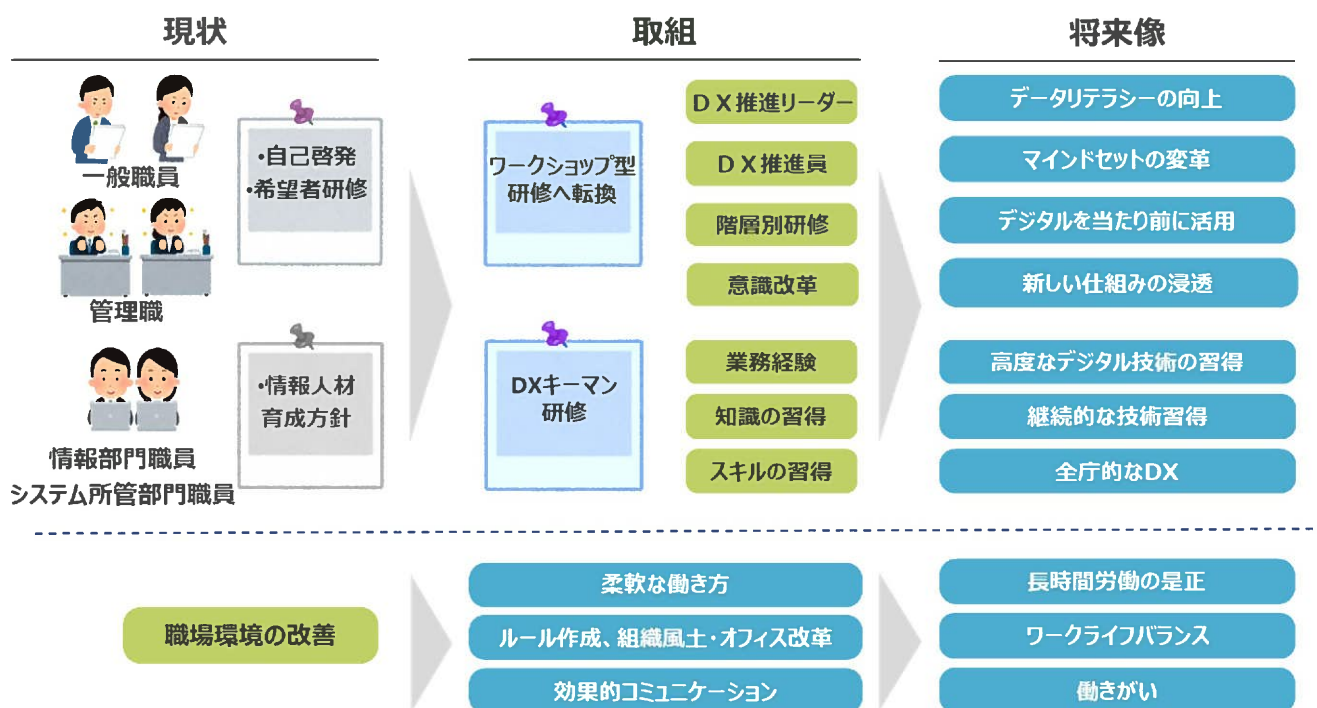 現状
取組
将来像
一般職員
管理職
・自己啓発
・希望者研修
ワークショップ型
研修へ転換
DX推進リーダー
DX推進員
階層別研修
意識改革
データリテラシーの向上
マインドセットの変革
デジタルを当たり前に活用
新しい仕組みの浸透
情報部門職員
システム所管部門職員
・情報人材
育成方針
DXキーマン
研修
業務経験
知識の習得
スキルの習得
高度なデジタル技術の習得
継続的な技術習得
全庁的なDX
職場環境の改善
柔軟な働き方
ルール作成、組織風土・オフィス改革
効果的コミュニケーション
長時間労働の是正
ワークライフバランス
働きがい